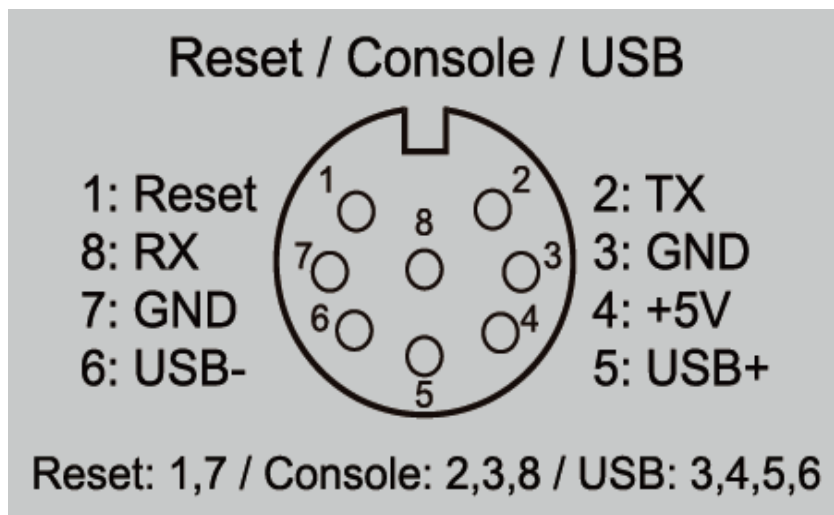 Reset / Console / USB
1 2
1: Reset 2: TX
8
8: RX 7 3 3: GND
7: GND 6 4 4: +5V
6: USB- 5: USB+
5
Reset: 1,7 / Console: 2,3,8 / USB: 3,4,5,6